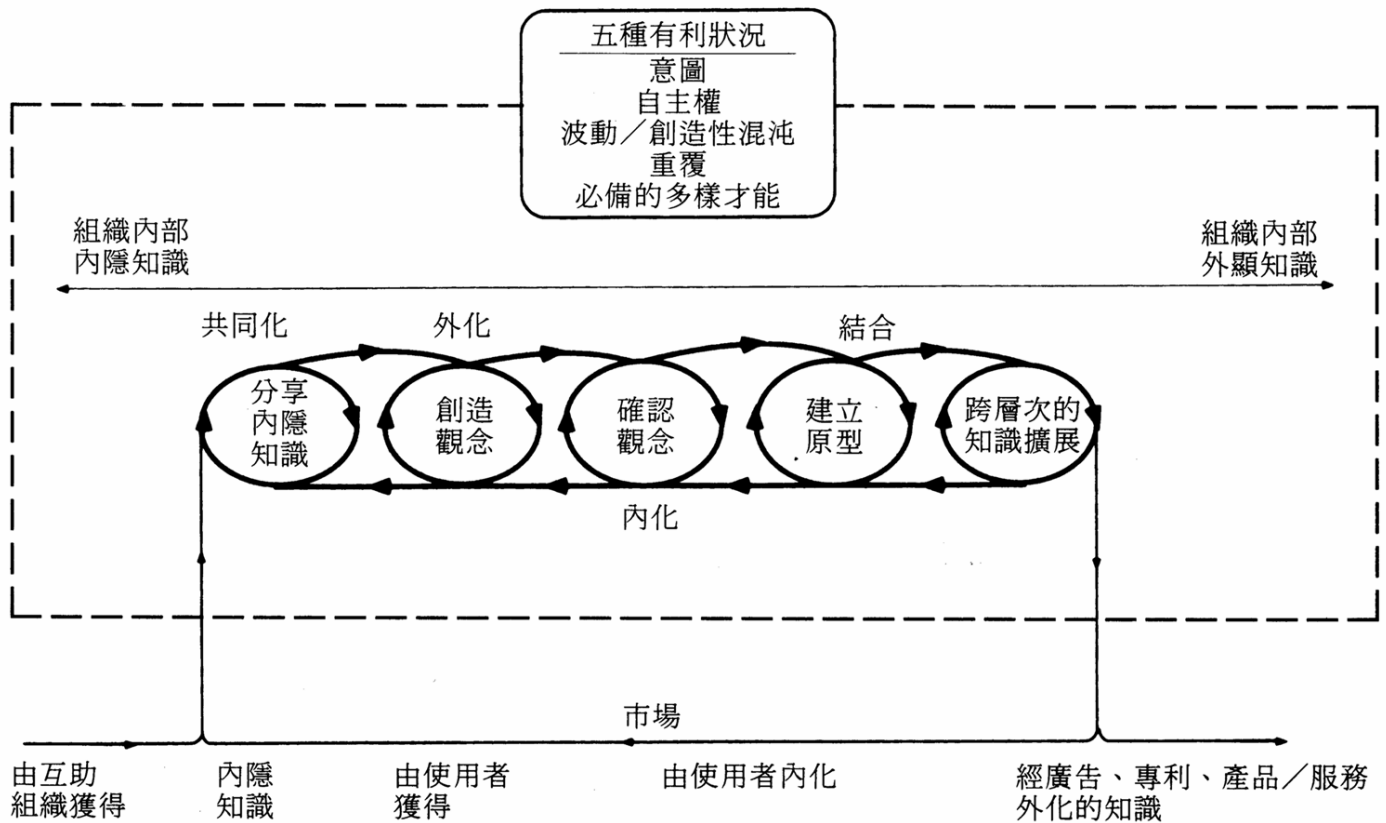 五種有利狀況
意圖
自主權
波動／創造性混沌
重覆
必備的多樣才能
組織內部
內隱知識
組織內部
外顯知識
共同化
外化
結合
分享
內隱
知識
創造
觀念
確認
觀念
建立
原型
跨層次的
知識擴展
內化
市場
由互助
組織獲得
內隱
知識
由使用者
獲得
由使用者內化
經廣告、專利、產品／服務
外化的知識